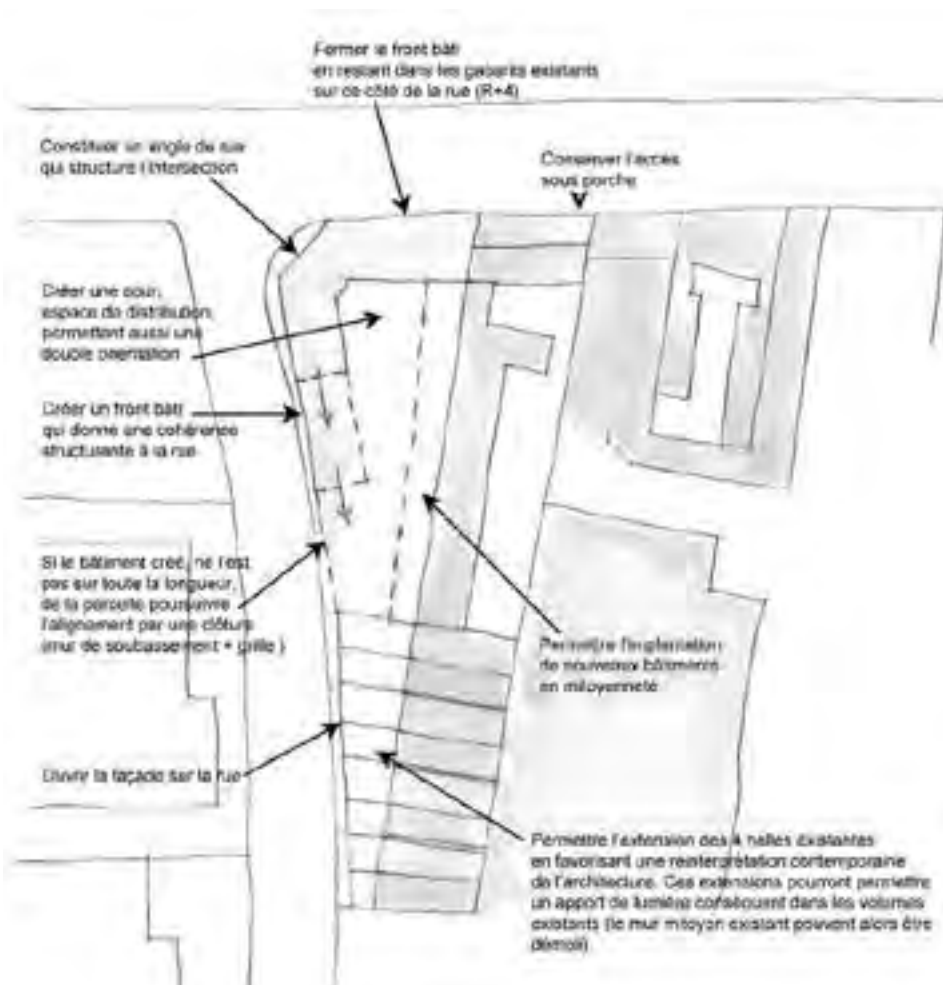 Fermer le front bâti
en restant dans les gabarits existants
sur ce côté de la rue (R+4)
Constituer un angle de rue
qui structure l'intersection
Conserver l'accès
sous porche
Créer une cour,
espace de distribution,
permettant aussi une
double orientation
Créer un front bâti
qui donne une cohérence
structurante à la rue
Si le bâtiment créé, ne l'est
pas sur toute la longueur,
de la parcelle poursuivre
l'alignement par une clôture
(mur de soubassement + grille )
Permettre l'implantation
de nouveaux bâtiments
en mitoyenneté
Ouvrir la façade sur la rue
Permettre l'extension des 4 halles existantes
en favorisant une réinterprétation contemporaine
de l'architecture. Ces extensions pourront permettre
un apport de lumière conséquent dans les volumes
existants (le mur mitoyen existant pouvant alors être
démoli)